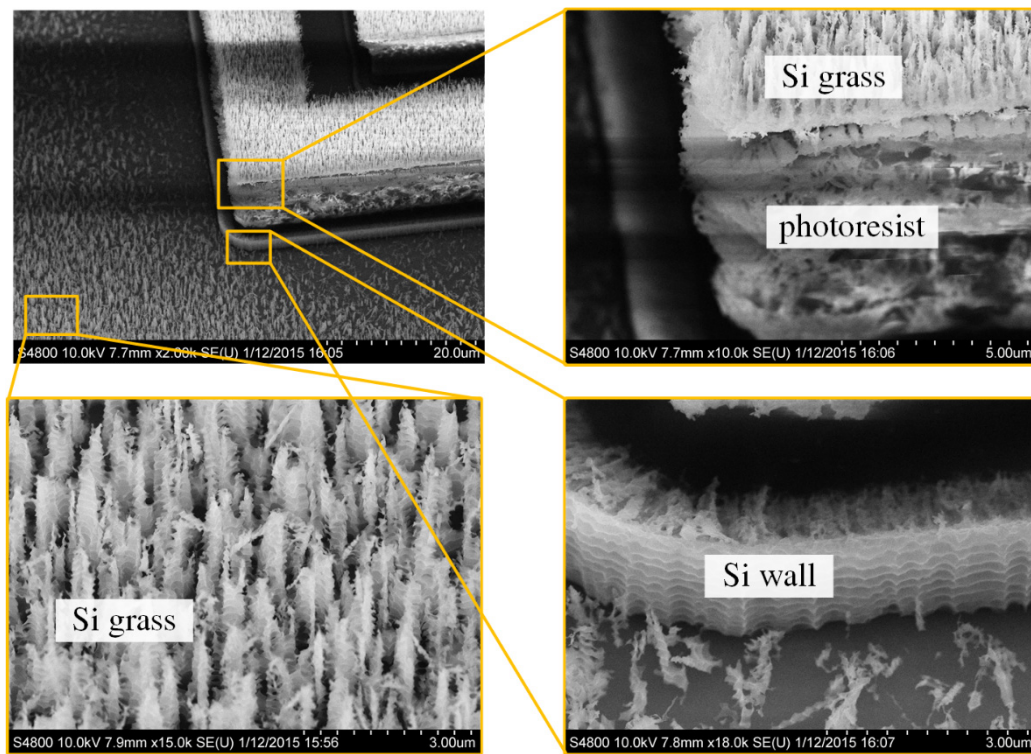 Si grass
photoresist
S4800 10.0kV 7.7mm x2.00k SE(U) 1/12/2015 16:05 20.0um
S4800 10.0kV 7.7mm x10.0k SE(U) 1/12/2015 16:06 5.00um
Si grass
Si wall
S4800 10.0kV 7.9mm x15.0k SE(U) 1/12/2015 15:56 3.00um
S4800 10.0kV 7.8mm x18.0k SE(U) 1/12/2015 16:07 3.00um